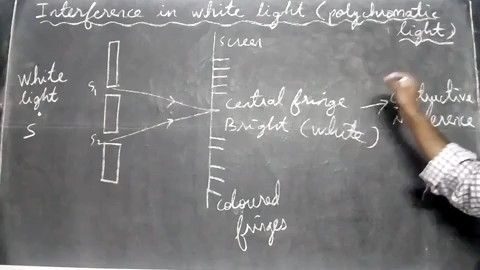 Interference in white light (polychromatic
light)
screen
White
light
S
S1
S2
central fringe
Bright (white)
coloured
fringes